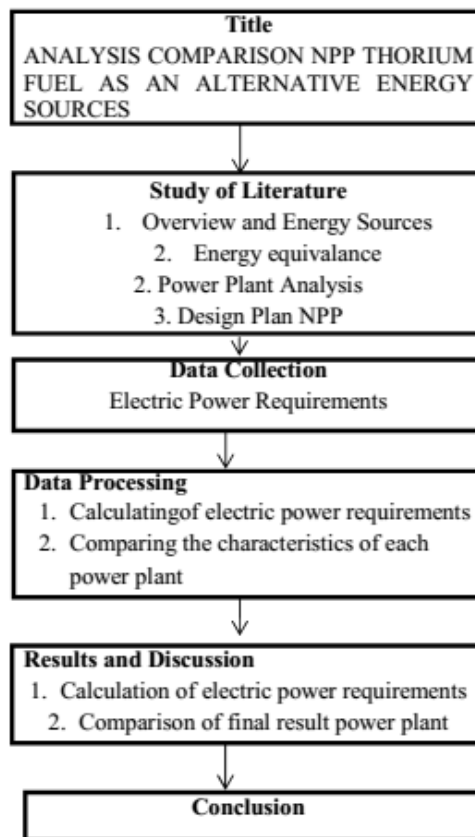 Title
ANALYSIS COMPARISON NPP THORIUM
FUEL AS AN ALTERNATIVE ENERGY
SOURCES
Study of Literature
1. Overview and Energy Sources
2. Energy equivalance
2. Power Plant Analysis
3. Design Plan NPP
Data Collection
Electric Power Requirements
Data Processing
1. Calculatingof electric power requirements
2. Comparing the characteristics of each
power plant
Results and Discussion
1. Calculation of electric power requirements
2. Comparison of final result power plant
Conclusion